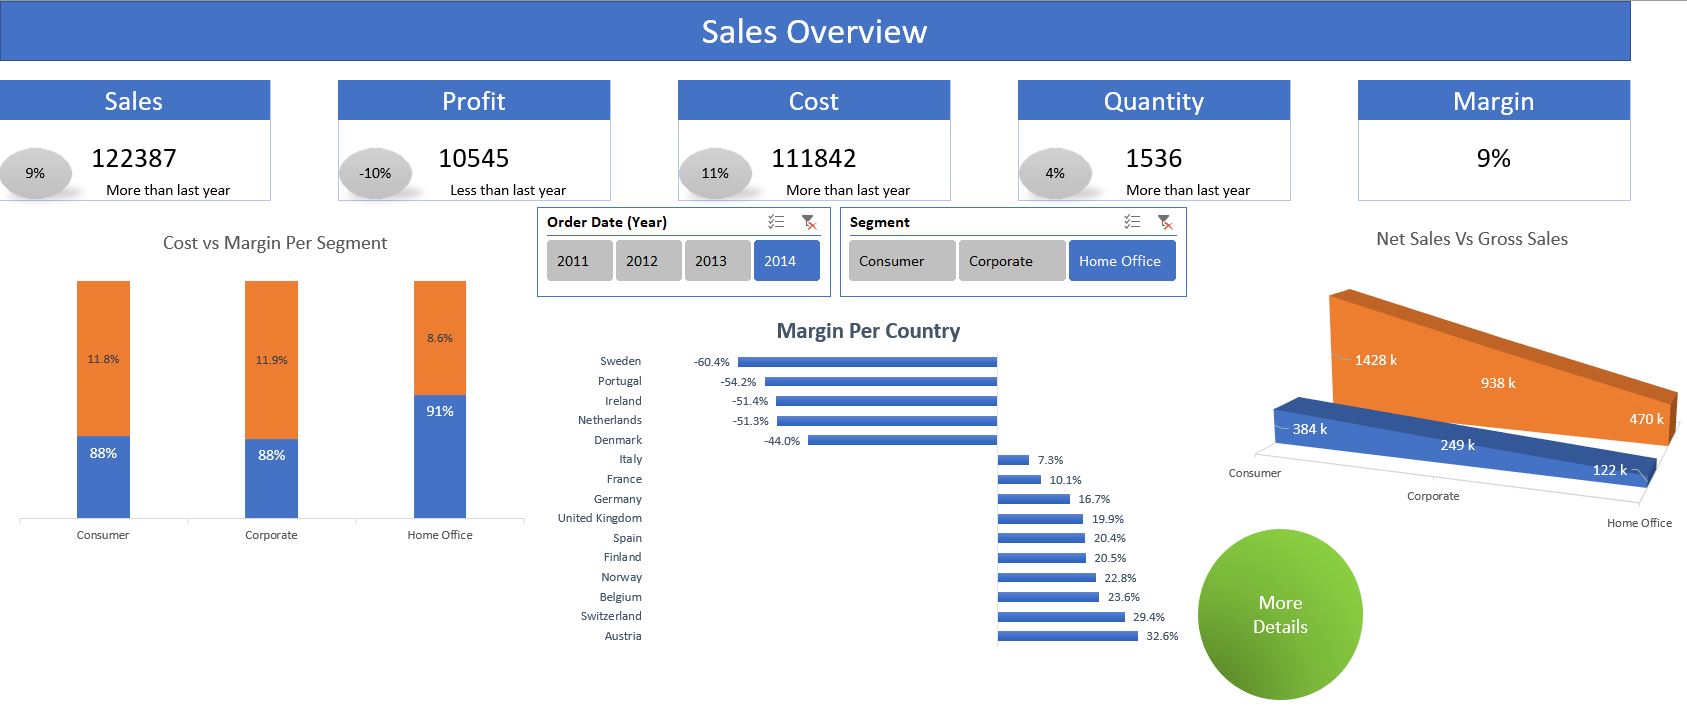 Sales Overview
Sales
9%
122387
More than last year
Profit
-10%
10545
Less than last year
Cost
11%
111842
More than last year
Quantity
4%
1536
More than last year
Margin
9%
Order Date (Year)
2011
2012
2013
2014
Segment
Consumer
Corporate
Home Office
Cost vs Margin Per Segment
11.8%
11.9%
8.6%
88%
88%
91%
Consumer
Corporate
Home Office
Margin Per Country
Sweden -60.4%
Portugal -54.2%
Ireland -51.4%
Netherlands -51.3%
Denmark -44.0%
Italy 7.3%
France 10.1%
Germany 16.7%
United Kingdom 19.9%
Spain 20.4%
Finland 20.5%
Norway 22.8%
Belgium 23.6%
Switzerland 29.4%
Austria 32.6%
Net Sales Vs Gross Sales
1428 k
938 k
470 k
384 k
249 k
122 k
Consumer
Corporate
Home Office
More
Details